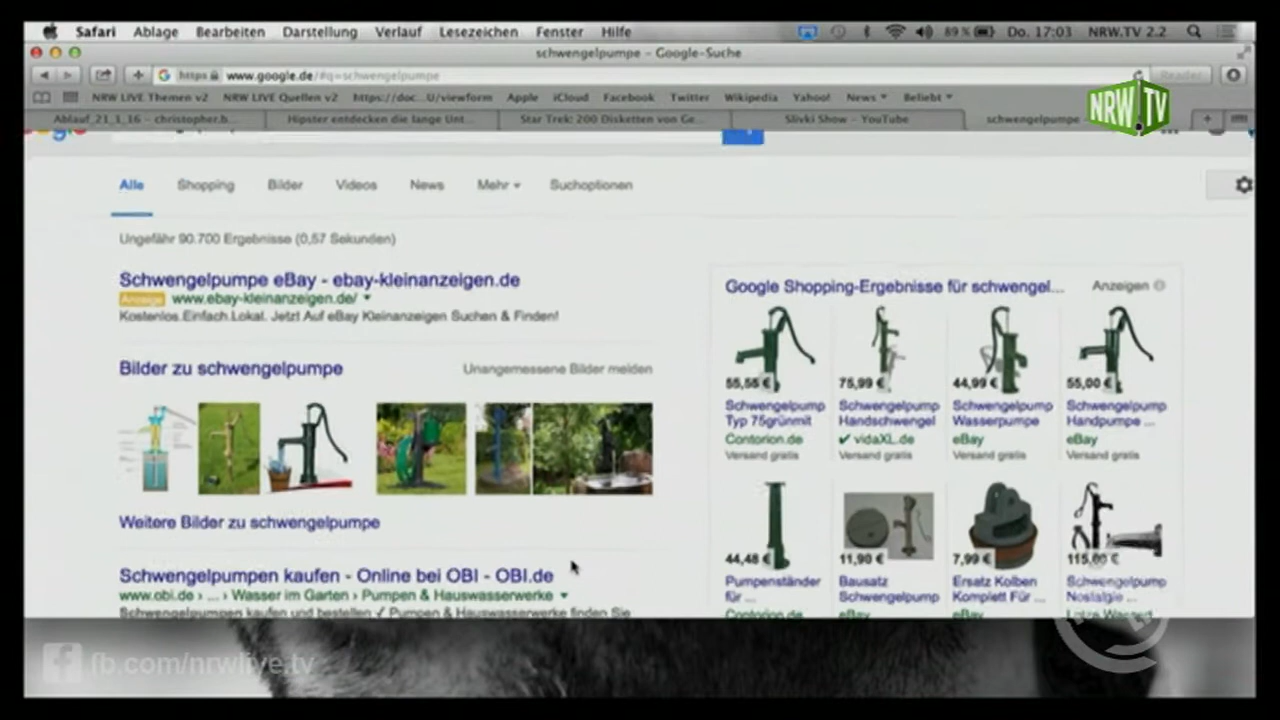 Safari Ablage Bearbeiten Darstellung Verlauf Lesezeichen Fenster Hilfe 89 % Do. 17:03 NRW.TV 2.2
schwengelpumpe – Google-Suche
https www.google.de/#q=schwengelpumpe Reader
NRW LIVE Themen v2 NRW LIVE Quellen v2 https://doc...U/viewform Apple iCloud Facebook Twitter Wikipedia Yahoo! News Beliebt
NRW.TV
Ablauf_21_1_16 – christopher.b... Hipster entdecken die lange Unt... Star Trek: 200 Disketten von Ge... Slivki Show – YouTube schwengelpumpe –
Alle Shopping Bilder Videos News Mehr Suchoptionen
Ungefähr 90.700 Ergebnisse (0,57 Sekunden)
Schwengelpumpe eBay - ebay-kleinanzeigen.de
Anzeige www.ebay-kleinanzeigen.de/
Kostenlos.Einfach.Lokal. Jetzt Auf eBay Kleinanzeigen Suchen & Finden!
Bilder zu schwengelpumpe Unangemessene Bilder melden
Weitere Bilder zu schwengelpumpe
Schwengelpumpen kaufen - Online bei OBI - OBI.de
www.obi.de › ... › Wasser im Garten › Pumpen & Hauswasserwerke
Schwengelpumpen kaufen und bestellen ✓ Pumpen & Hauswasserwerke finden Sie
Google Shopping-Ergebnisse für schwengel... Anzeigen
55,55 € 75,99 € 44,99 € 55,00 €
Schwengelpump Schwengelpump Schwengelpump Schwengelpump
Typ 75grünmit Handschwengel Wasserpumpe Handpumpe ...
Contorion.de ✔ vidaXL.de eBay eBay
Versand gratis Versand gratis Versand gratis Versand gratis
44,48 € 11,90 € 7,99 € 115,00 €
Pumpenständer Bausatz Ersatz Kolben Schwengelpump
für ... Schwengelpump Komplett Für ... Nostalgie ...
Contorion.de eBay eBay
fb.com/nrwlive.tv